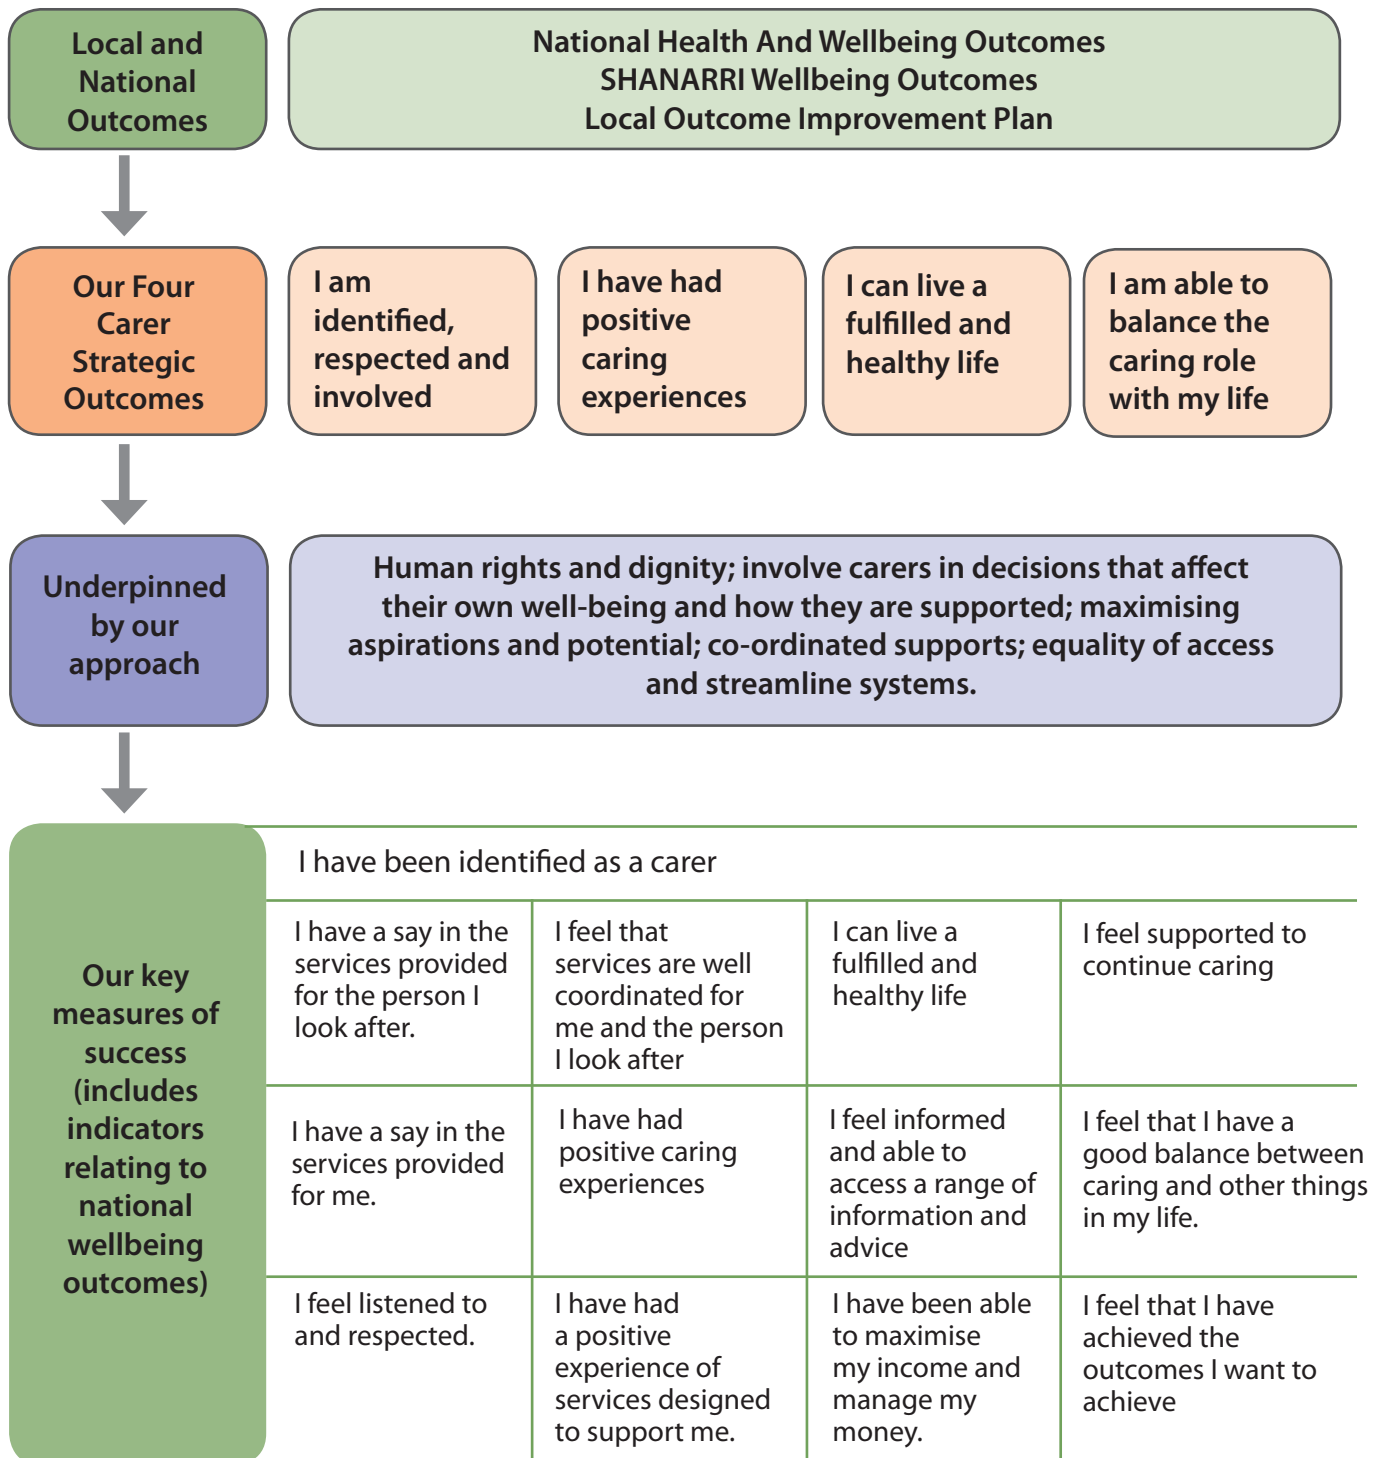 Local and
National
Outcomes
National Health And Wellbeing Outcomes
SHANARRI Wellbeing Outcomes
Local Outcome Improvement Plan
Our Four
Carer
Strategic
Outcomes
I am
identified,
respected and
involved
I have had
positive
caring
experiences
I can live a
fulfilled and
healthy life
I am able to
balance the
caring role
with my life
Underpinned
by our
approach
Human rights and dignity; involve carers in decisions that affect
their own well-being and how they are supported; maximising
aspirations and potential; co-ordinated supports; equality of access
and streamline systems.
Our key
measures of
success
(includes
indicators
relating to
national
wellbeing
outcomes)
I have been identified as a carer
I have a say in the
services provided
for the person I
look after.
I feel that
services are well
coordinated for
me and the person
I look after
I can live a
fulfilled and
healthy life
I feel supported to
continue caring
I have a say in the
services provided
for me.
I have had
positive caring
experiences
I feel informed
and able to
access a range of
information and
advice
I feel that I have a
good balance between
caring and other things
in my life.
I feel listened to
and respected.
I have had
a positive
experience of
services designed
to support me.
I have been able
to maximise
my income and
manage my
money.
I feel that I have
achieved the
outcomes I want to
achieve